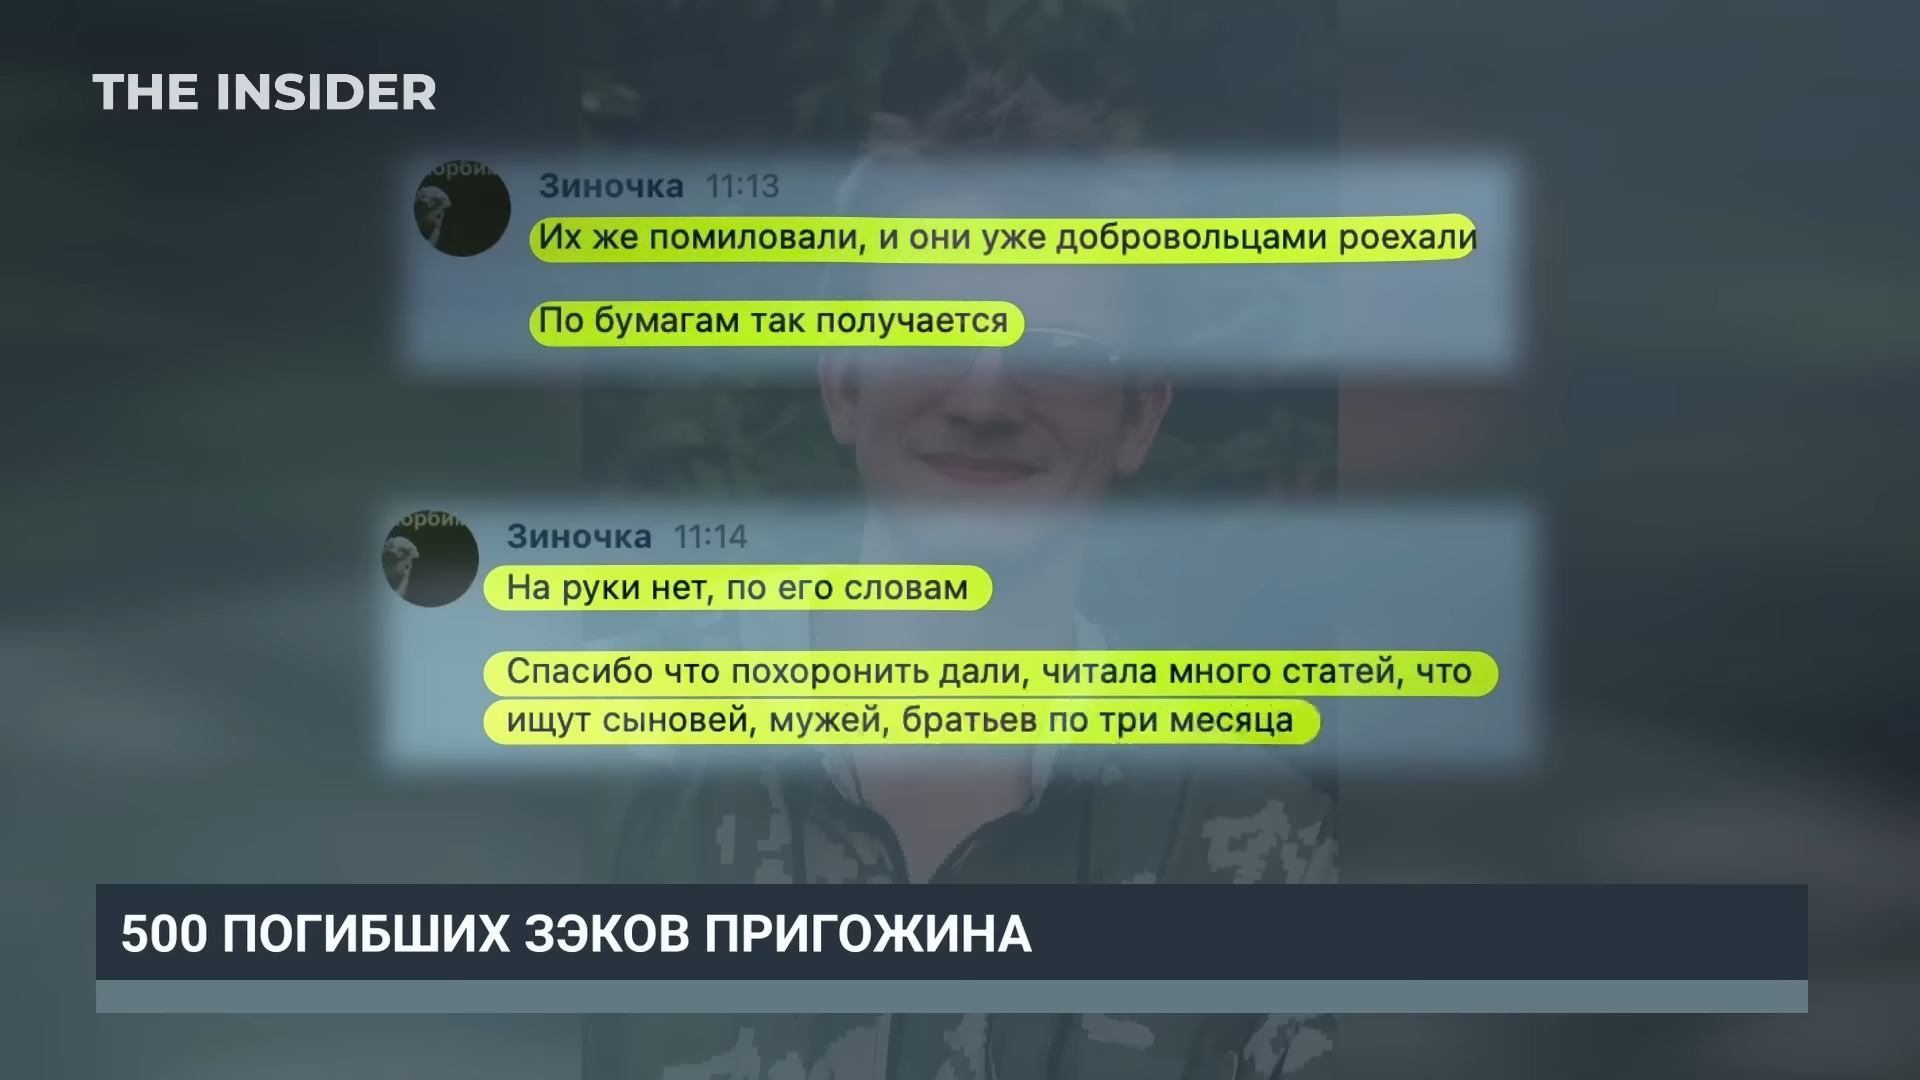 THE INSIDER
Зиночка 11:13
Их же помиловали, и они уже добровольцами роехали
По бумагам так получается
Зиночка 11:14
На руки нет, по его словам
Спасибо что похоронить дали, читала много статей, что
ищут сыновей, мужей, братьев по три месяца
500 ПОГИБШИХ ЗЭКОВ ПРИГОЖИНА